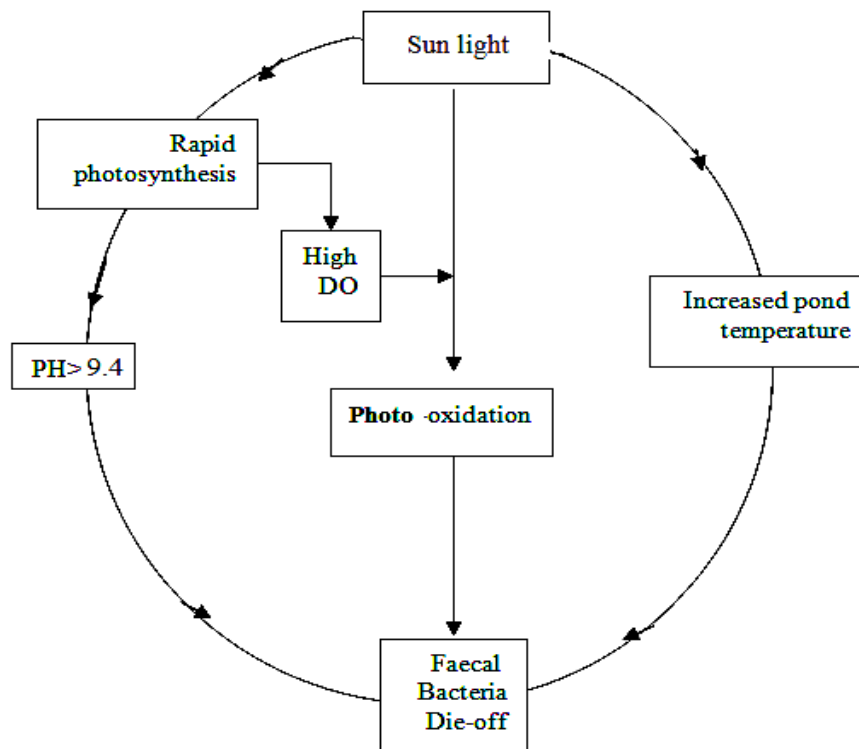 Sun light
Rapid
photosynthesis
High
DO
Increased pond
temperature
PH> 9.4
Photo -oxidation
Faecal
Bacteria
Die-off